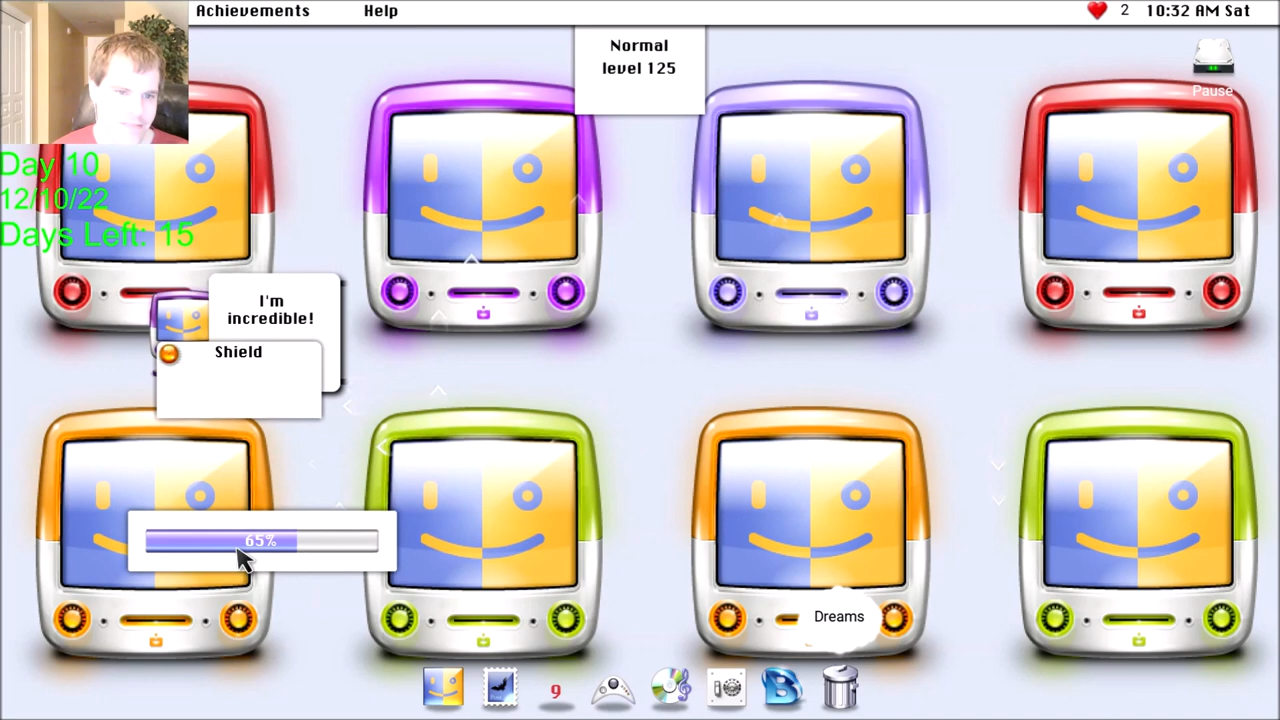 Achievements Help 2 10:32 AM Sat
Normal
level 125
Pause
Day 10
12/10/22
Days Left: 15
I'm
incredible!
Shield
65%
Dreams
9